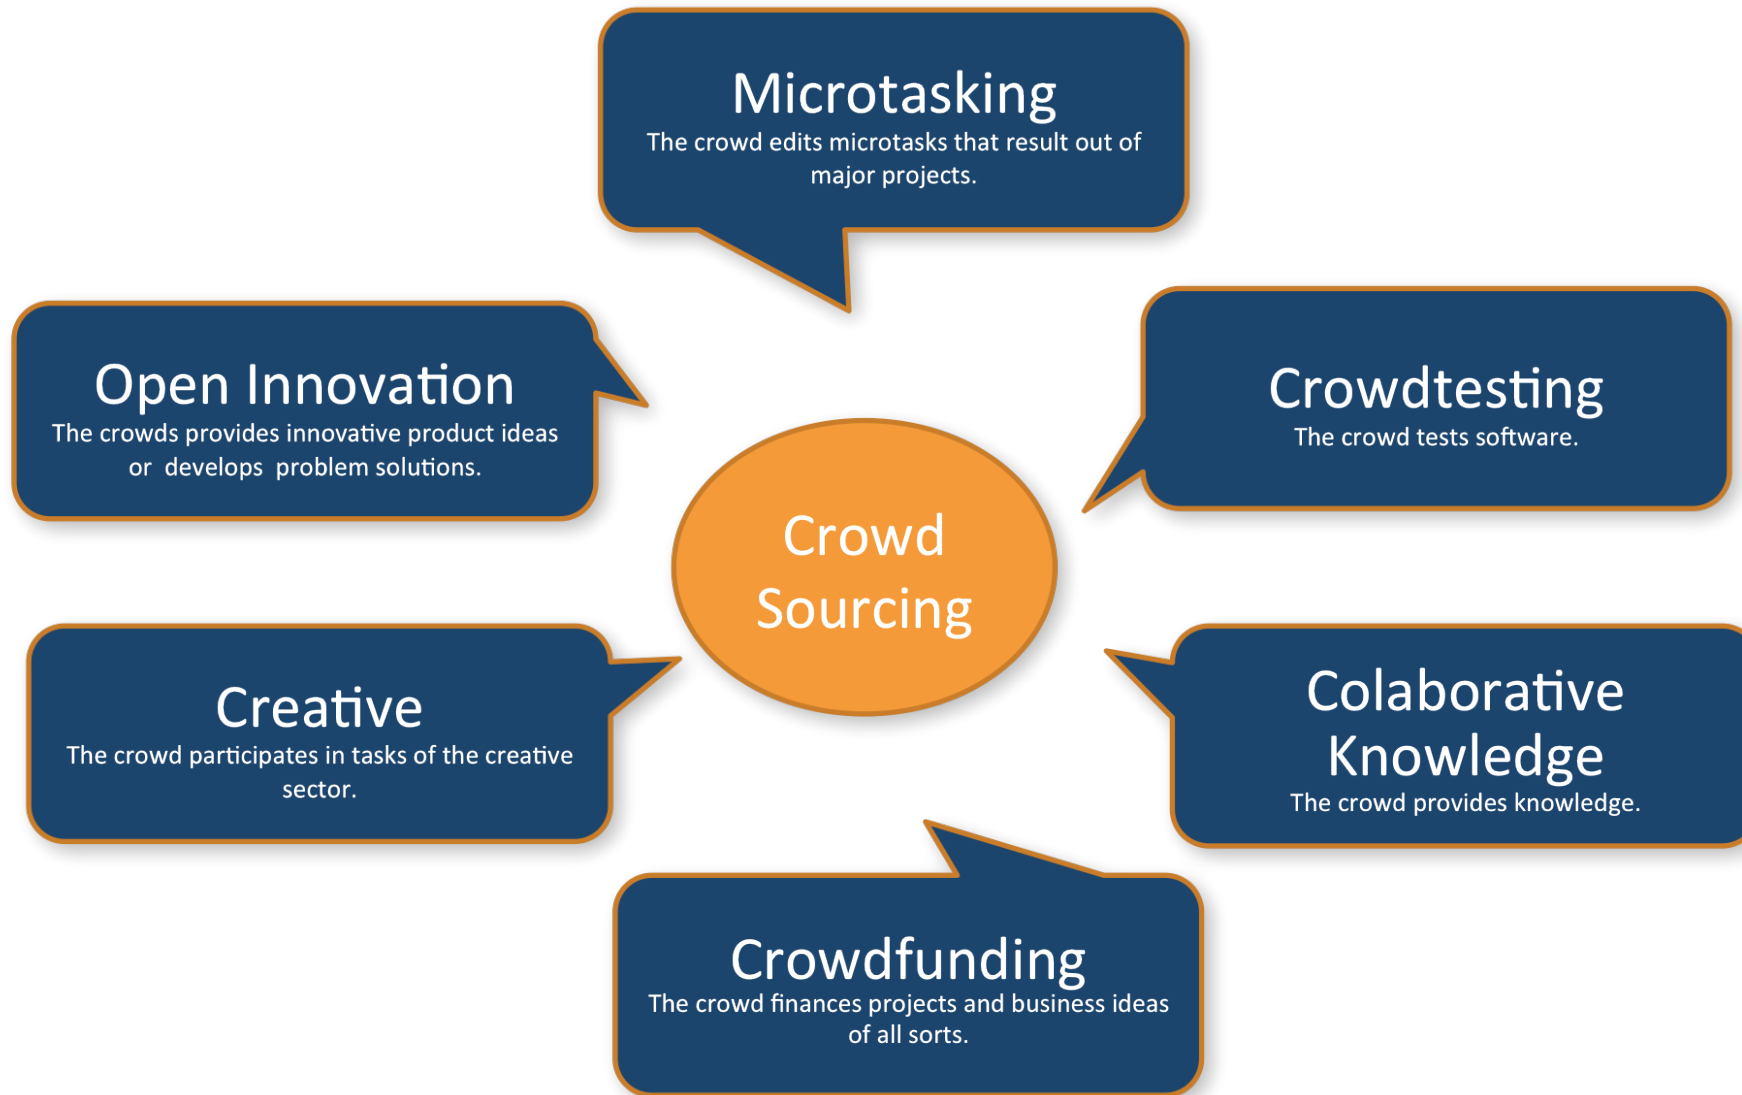 Microtasking
The crowd edits microtasks that result out of
major projects.
Open Innovation
The crowds provides innovative product ideas
or develops problem solutions.
Crowdtesting
The crowd tests software.
Crowd
Sourcing
Creative
The crowd participates in tasks of the creative
sector.
Colaborative
Knowledge
The crowd provides knowledge.
Crowdfunding
The crowd finances projects and business ideas
of all sorts.